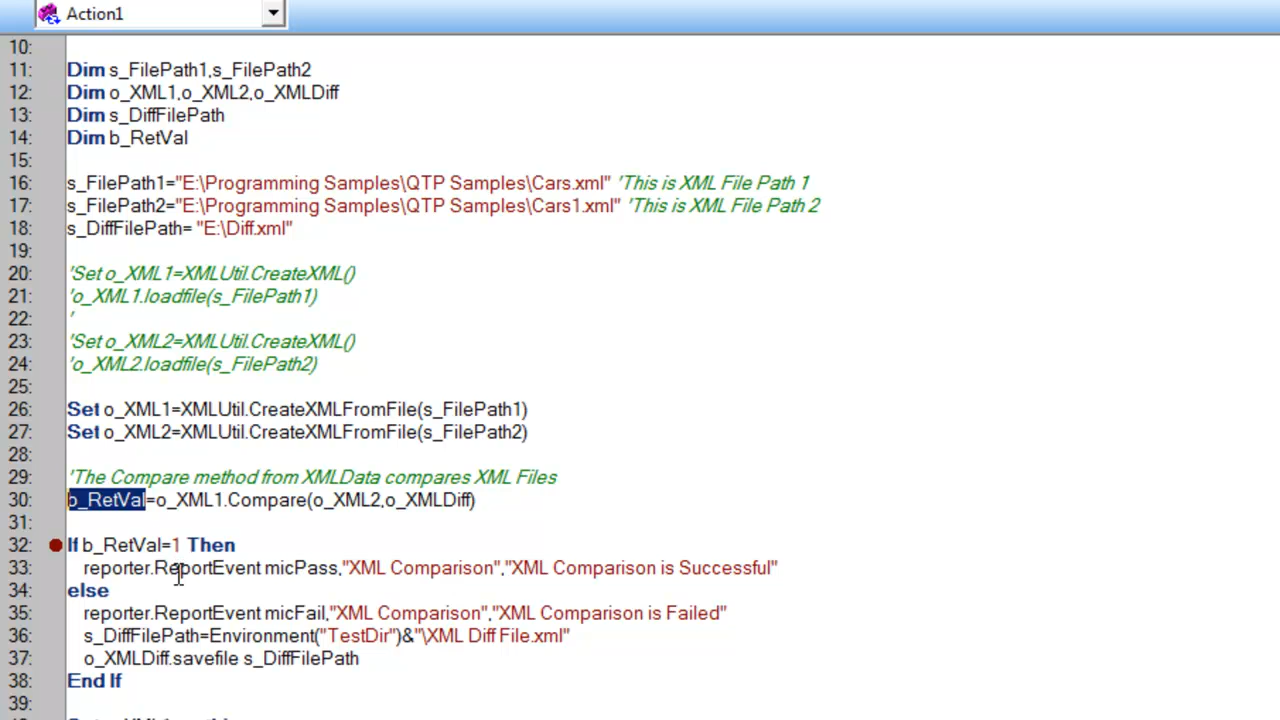 Action1
10:
11: Dim s_FilePath1,s_FilePath2
12: Dim o_XML1,o_XML2,o_XMLDiff
13: Dim s_DiffFilePath
14: Dim b_RetVal
15:
16: s_FilePath1="E:\Programming Samples\QTP Samples\Cars.xml" 'This is XML File Path 1
17: s_FilePath2="E:\Programming Samples\QTP Samples\Cars1.xml" 'This is XML File Path 2
18: s_DiffFilePath= "E:\Diff.xml"
19:
20: 'Set o_XML1=XMLUtil.CreateXML()
21: 'o_XML1.loadfile(s_FilePath1)
22: '
23: 'Set o_XML2=XMLUtil.CreateXML()
24: 'o_XML2.loadfile(s_FilePath2)
25:
26: Set o_XML1=XMLUtil.CreateXMLFromFile(s_FilePath1)
27: Set o_XML2=XMLUtil.CreateXMLFromFile(s_FilePath2)
28:
29: 'The Compare method from XMLData compares XML Files
30: b_RetVal=o_XML1.Compare(o_XML2,o_XMLDiff)
31:
32: If b_RetVal=1 Then
33: reporter.ReportEvent micPass,"XML Comparison","XML Comparison is Successful"
34: else
35: reporter.ReportEvent micFail,"XML Comparison","XML Comparison is Failed"
36: s_DiffFilePath=Environment("TestDir")&"\XML Diff File.xml"
37: o_XMLDiff.savefile s_DiffFilePath
38: End If
39: